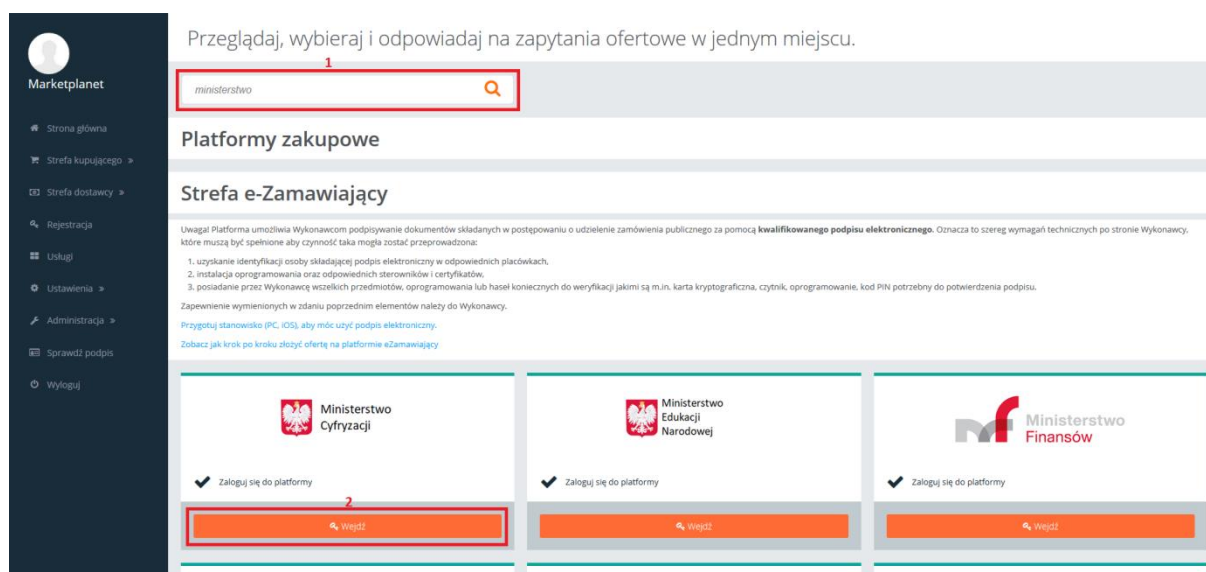 Przeglądaj, wybieraj i odpowiadaj na zapytania ofertowe w jednym miejscu.
1
Marketplanet
ministerstwo
Strona główna
Strefa kupującego »
Strefa dostawcy »
Rejestracja
Usługi
Ustawienia »
Administracja »
Sprawdź podpis
Wyloguj
Platformy zakupowe
Strefa e-Zamawiający
Uwaga! Platforma umożliwia Wykonawcom podpisywanie dokumentów składanych w postępowaniu o udzielenie zamówienia publicznego za pomocą kwalifikowanego podpisu elektronicznego. Oznacza to szereg wymagań technicznych po stronie Wykonawcy,
które muszą być spełnione aby czynność taka mogła zostać przeprowadzona:
1. uzyskanie identyfikacji osoby składającej podpis elektroniczny w odpowiednich placówkach,
2. instalacja oprogramowania oraz odpowiednich sterowników i certyfikatów,
3. posiadanie przez Wykonawcę wszelkich przedmiotów, oprogramowania lub haseł koniecznych do weryfikacji jakimi są m.in. karta kryptograficzna, czytnik, oprogramowanie, kod PIN potrzebny do potwierdzenia podpisu.
Zapewnienie wymienionych w zdaniu poprzednim elementów należy do Wykonawcy.
Przygotuj stanowisko (PC, iOS), aby móc użyć podpis elektroniczny.
Zobacz jak krok po kroku złożyć ofertę na platformie eZamawiający
Ministerstwo
Cyfryzacji
Zaloguj się do platformy
2
Wejdź
Ministerstwo
Edukacji
Narodowej
Zaloguj się do platformy
Wejdź
mf
Ministerstwo
Finansów
Zaloguj się do platformy
Wejdź